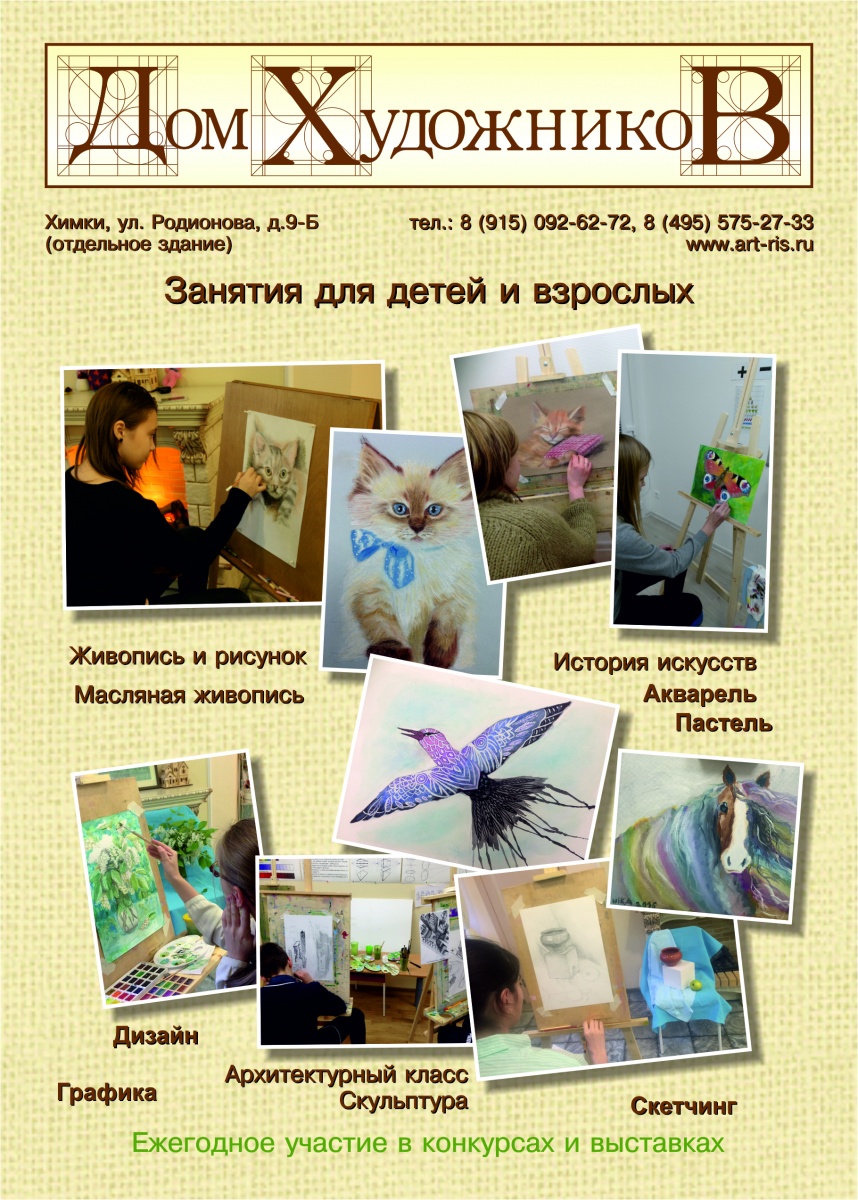 Дом ХудожникоВ
Химки, ул. Родионова, д.9-Б
(отдельное здание)
тел.: 8 (915) 092-62-72, 8 (495) 575-27-33
www.art-ris.ru
Занятия для детей и взрослых
Живопись и рисунок
Масляная живопись
История искусств
Акварель
Пастель
Дизайн
Графика
Архитектурный класс
Скульптура
Скетчинг
Ежегодное участие в конкурсах и выставках